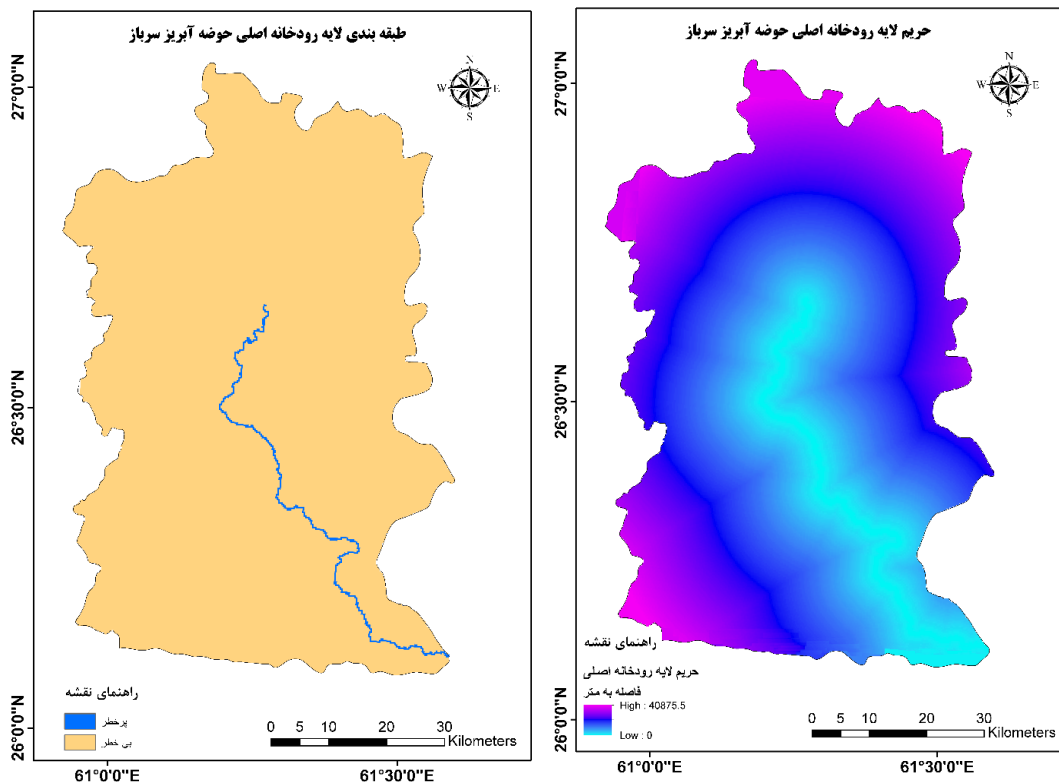 طبقه بندی لایه رودخانه اصلی حوضه آبریز سرباز
N
W E
S
27°0'0"N
26°30'0"N
26°0'0"N
راهنمای نقشه
پرخطر
بی خطر
0 5 10 20 30
Kilometers
61°0'0"E
61°30'0"E
حریم لایه رودخانه اصلی حوضه آبریز سرباز
N
W E
S
27°0'0"N
26°30'0"N
26°0'0"N
راهنمای نقشه
حریم لایه رودخانه اصلی
فاصله به متر
High : 40875.5
Low : 0
0 5 10 20 30
Kilometers
61°0'0"E
61°30'0"E